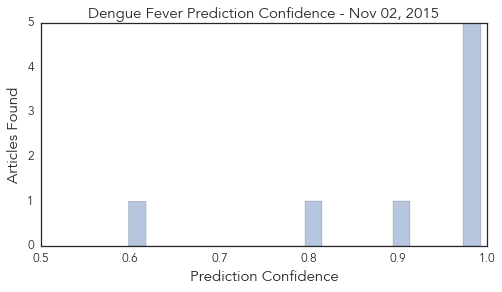 Dengue Fever Prediction Confidence - Nov 02, 2015
5
4
3
2
1
0
Articles Found
0.5 0.6 0.7 0.8 0.9 1.0
Prediction Confidence